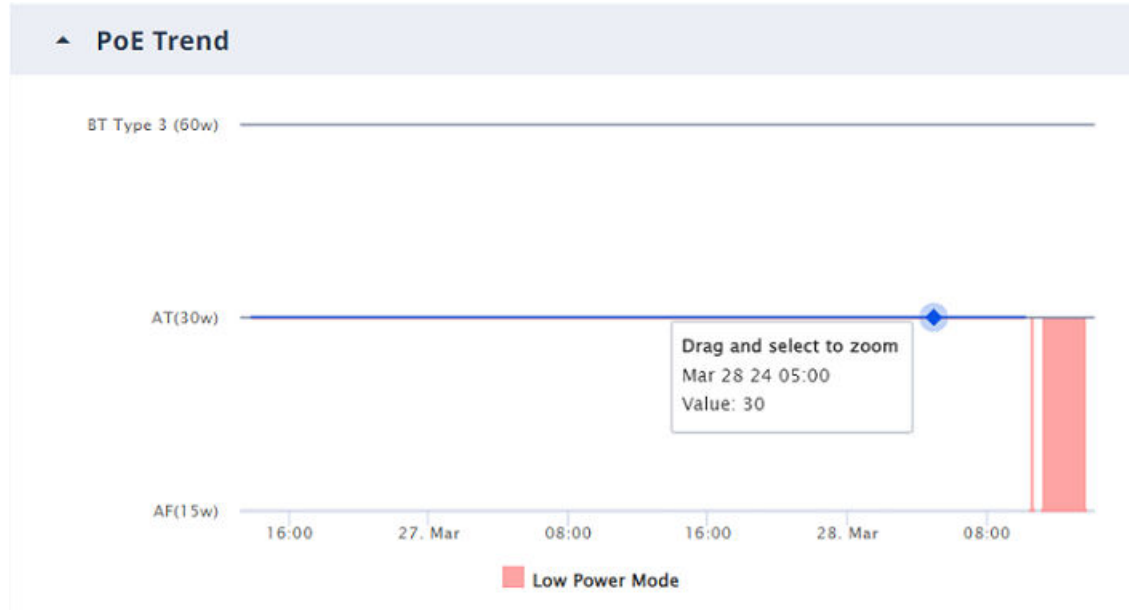 PoE Trend
BT Type 3 (60w)
AT(30w)
Drag and select to zoom
Mar 28 24 05:00
Value: 30
AF(15w)
16:00 27. Mar 08:00 16:00 28. Mar 08:00
Low Power Mode